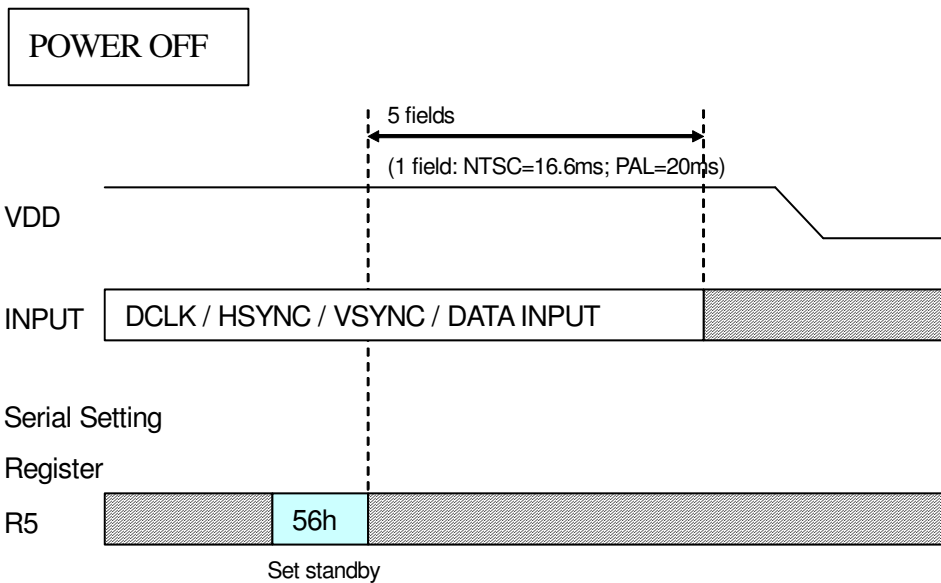 POWER OFF
5 fields
(1 field: NTSC=16.6ms; PAL=20ms)
VDD
INPUT
DCLK / HSYNC / VSYNC / DATA INPUT
Serial Setting
Register
R5
56h
Set standby